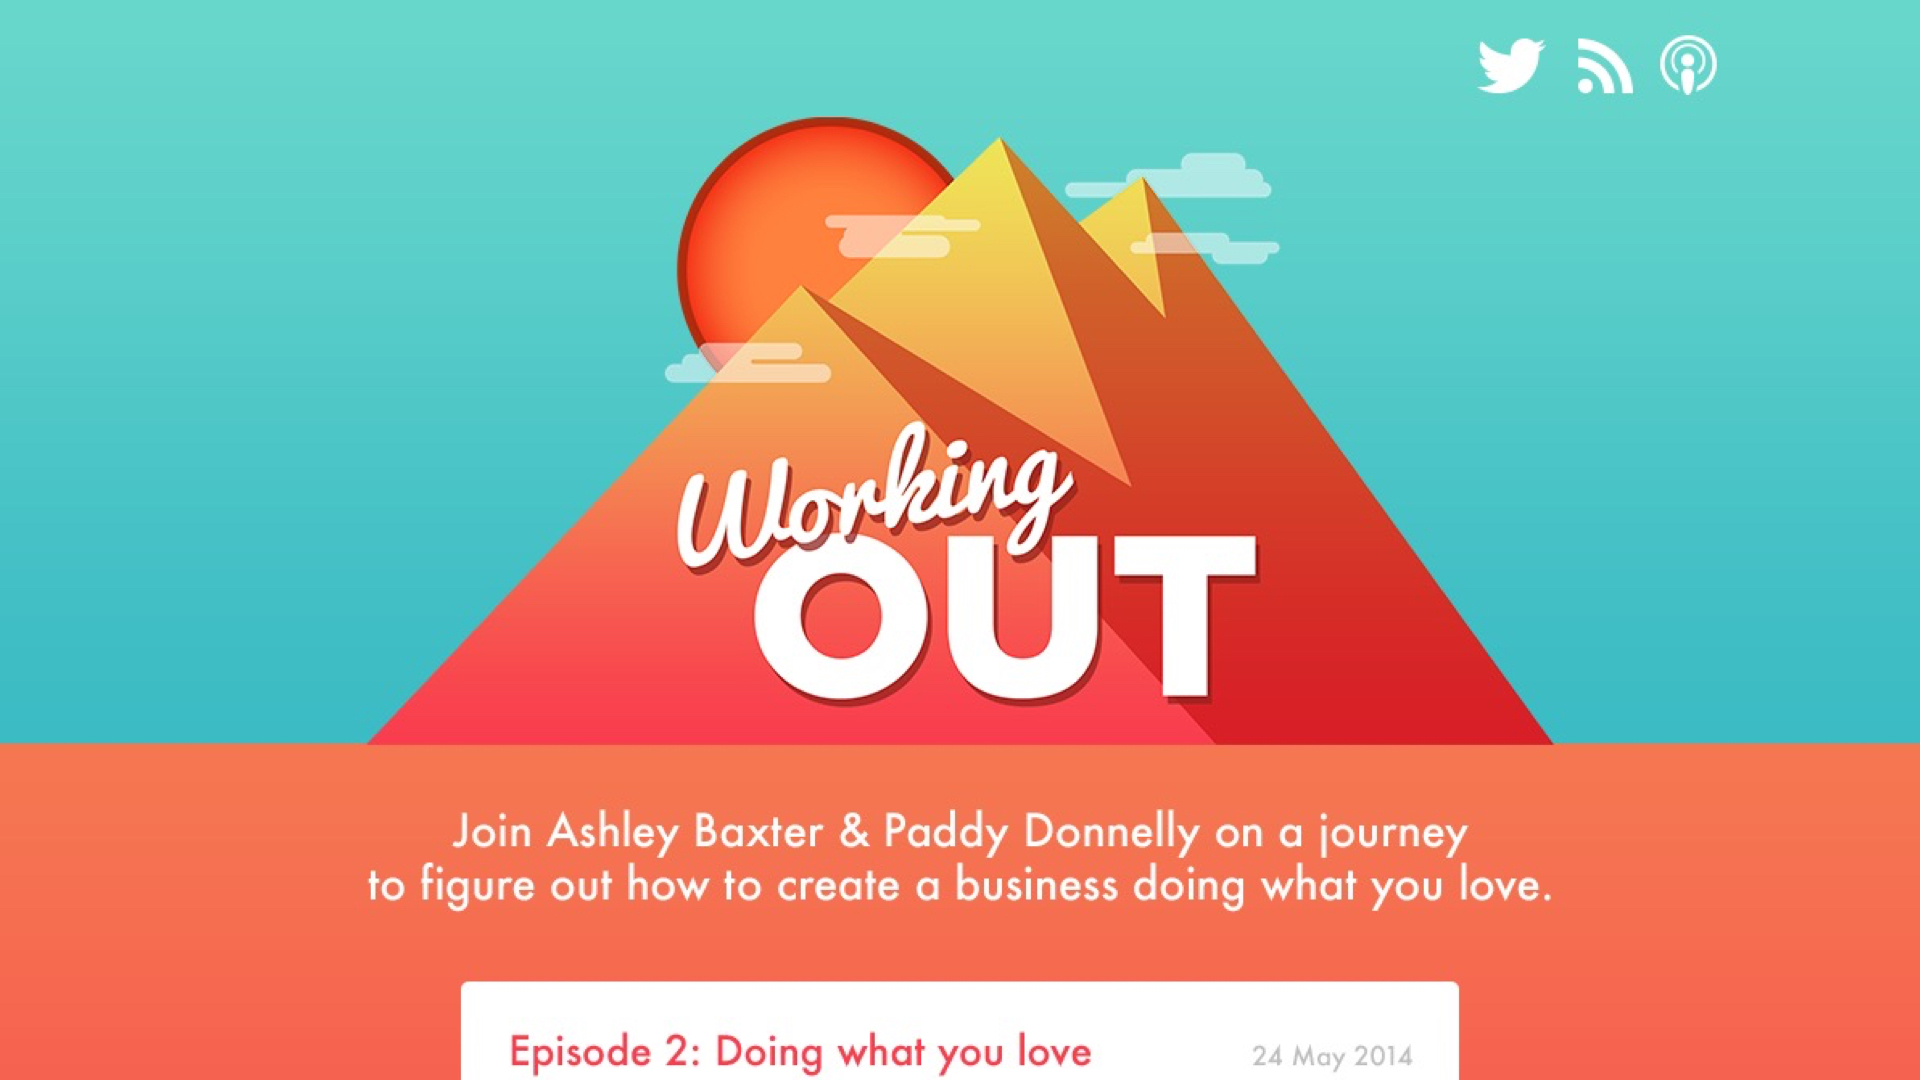 Working
OUT
Join Ashley Baxter & Paddy Donnelly on a journey
to figure out how to create a business doing what you love.
Episode 2: Doing what you love
24 May 2014